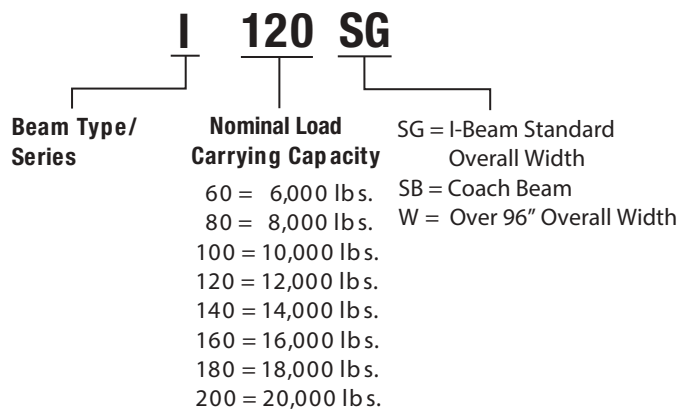 I 120 SG
Beam Type/
Series
Nominal Load
Carrying Capacity
60 = 6,000 lbs.
80 = 8,000 lbs.
100 = 10,000 lbs.
120 = 12,000 lbs.
140 = 14,000 lbs.
160 = 16,000 lbs.
180 = 18,000 lbs.
200 = 20,000 lbs.
SG = I-Beam Standard
Overall Width
SB = Coach Beam
W = Over 96” Overall Width